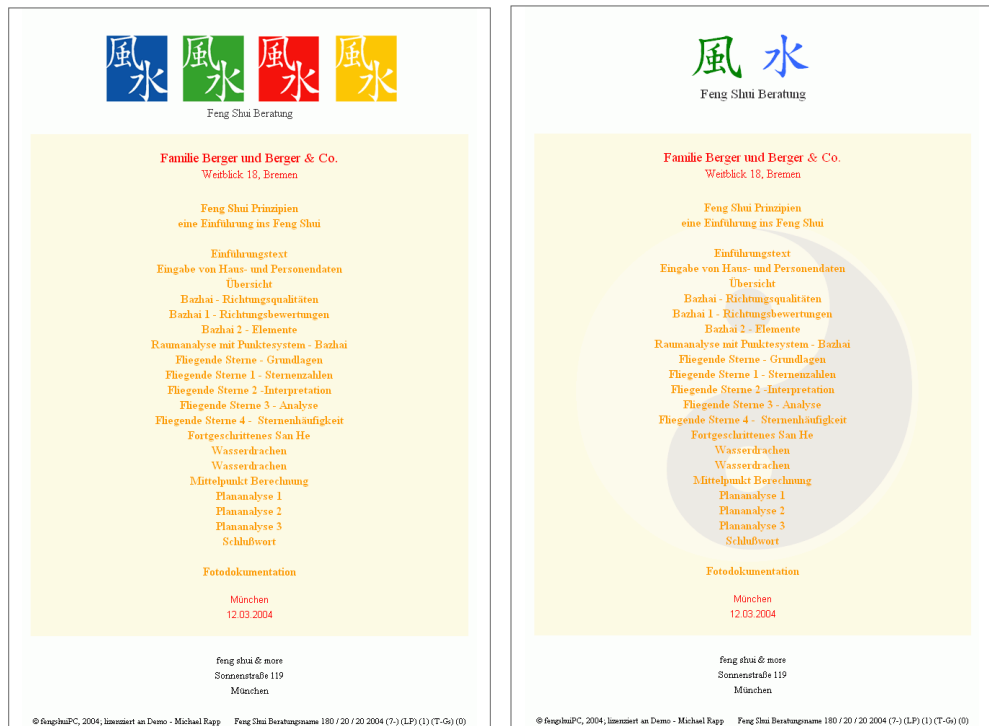 風水 風水 風水 風水
Feng Shui Beratung
Familie Berger und Berger & Co.
Weitblick 18, Bremen
Feng Shui Prinzipien
eine Einführung ins Feng Shui
Einführungstext
Eingabe von Haus- und Personendaten
Übersicht
Bazhai - Richtungsqualitäten
Bazhai 1 - Richtungsbewertungen
Bazhai 2 - Elemente
Raumanalyse mit Punktesystem - Bazhai
Fliegende Sterne - Grundlagen
Fliegende Sterne 1 - Sternenzahlen
Fliegende Sterne 2 -Interpretation
Fliegende Sterne 3 - Analyse
Fliegende Sterne 4 - Sternenhäufigkeit
Fortgeschrittenes San He
Wasserdrachen
Wasserdrachen
Mittelpunkt Berechnung
Plananalyse 1
Plananalyse 2
Plananalyse 3
Schlußwort
Fotodokumentation
München
12.03.2004
feng shui & more
Sonnenstraße 119
München
© fengshuiPC, 2004; lizenziert an Demo - Michael Rapp Feng Shui Beratungsname 180 / 20 / 20 2004 (7-) (LP) (1) (T-Gs) (0)
風 水
Feng Shui Beratung
Familie Berger und Berger & Co.
Weitblick 18, Bremen
Feng Shui Prinzipien
eine Einführung ins Feng Shui
Einführungstext
Eingabe von Haus- und Personendaten
Übersicht
Bazhai - Richtungsqualitäten
Bazhai 1 - Richtungsbewertungen
Bazhai 2 - Elemente
Raumanalyse mit Punktesystem - Bazhai
Fliegende Sterne - Grundlagen
Fliegende Sterne 1 - Sternenzahlen
Fliegende Sterne 2 -Interpretation
Fliegende Sterne 3 - Analyse
Fliegende Sterne 4 - Sternenhäufigkeit
Fortgeschrittenes San He
Wasserdrachen
Wasserdrachen
Mittelpunkt Berechnung
Plananalyse 1
Plananalyse 2
Plananalyse 3
Schlußwort
Fotodokumentation
München
12.03.2004
feng shui & more
Sonnenstraße 119
München
© fengshuiPC, 2004; lizenziert an Demo - Michael Rapp Feng Shui Beratungsname 180 / 20 / 20 2004 (7-) (LP) (1) (T-Gs) (0)